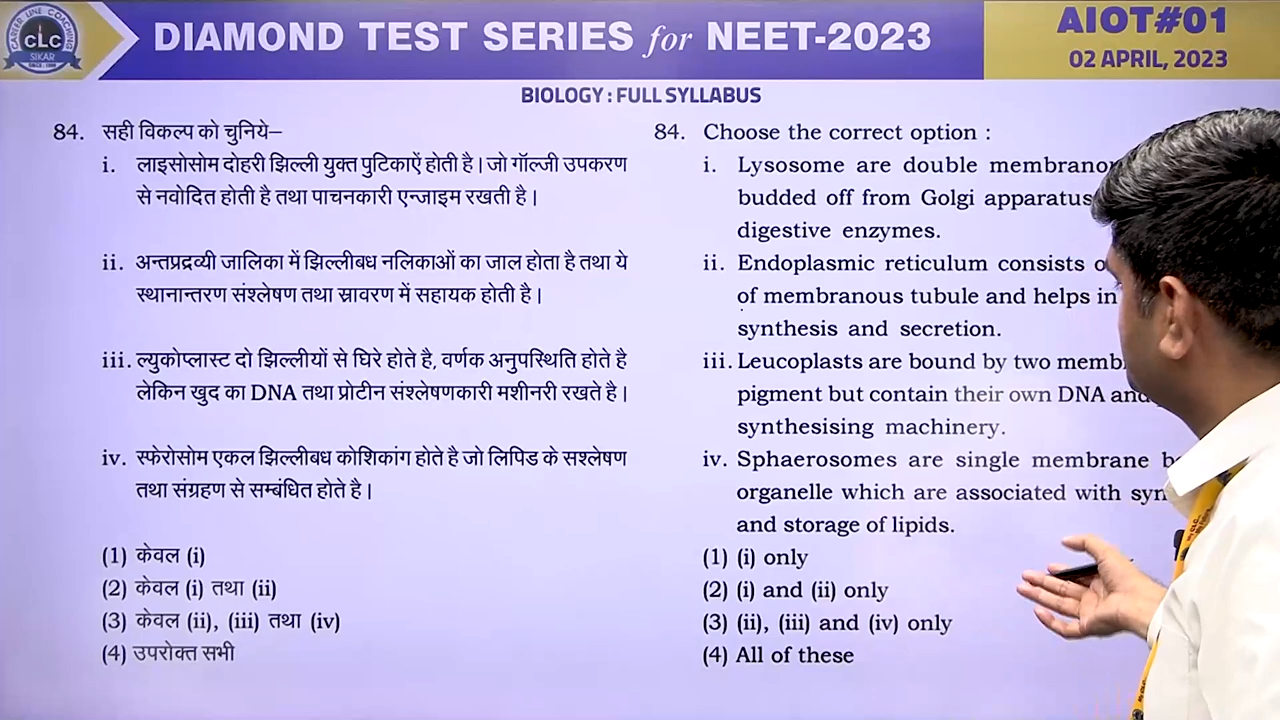 CAREER LINE COACHING
CLC
SIKAR
DIAMOND TEST SERIES for NEET-2023
AIOT#01
02 APRIL, 2023
BIOLOGY : FULL SYLLABUS
84. सही विकल्प को चुनिये–
i. लाइसोसोम दोहरी झिल्ली युक्त पुटिकाऐं होती है। जो गॉल्जी उपकरण
से नवोदित होती है तथा पाचनकारी एन्जाइम रखती है।
ii. अन्तप्रद्रव्यी जालिका में झिल्लीबध नलिकाओं का जाल होता है तथा ये
स्थानान्तरण संश्लेषण तथा स्रावरण में सहायक होती है।
iii. ल्युकोप्लास्ट दो झिल्लीयों से घिरे होते है, वर्णक अनुपस्थिति होते है
लेकिन खुद का DNA तथा प्रोटीन संश्लेषणकारी मशीनरी रखते है।
iv. स्फेरोसोम एकल झिल्लीबध कोशिकांग होते है जो लिपिड के सश्लेषण
तथा संग्रहण से सम्बंधित होते है।
(1) केवल (i)
(2) केवल (i) तथा (ii)
(3) केवल (ii), (iii) तथा (iv)
(4) उपरोक्त सभी
84. Choose the correct option :
i. Lysosome are double
budded off from Golgi apparatus
digestive enzymes.
ii. Endoplasmic reticulum consists
of membranous tubule and helps in
synthesis and secretion.
iii. Leucoplasts are bound by two
pigment but contain their own DNA and
synthesising machinery.
iv. Sphaerosomes are single membrane
organelle which are associated with
and storage of lipids.
(1) (i) only
(2) (i) and (ii) only
(3) (ii), (iii) and (iv) only
(4) All of these